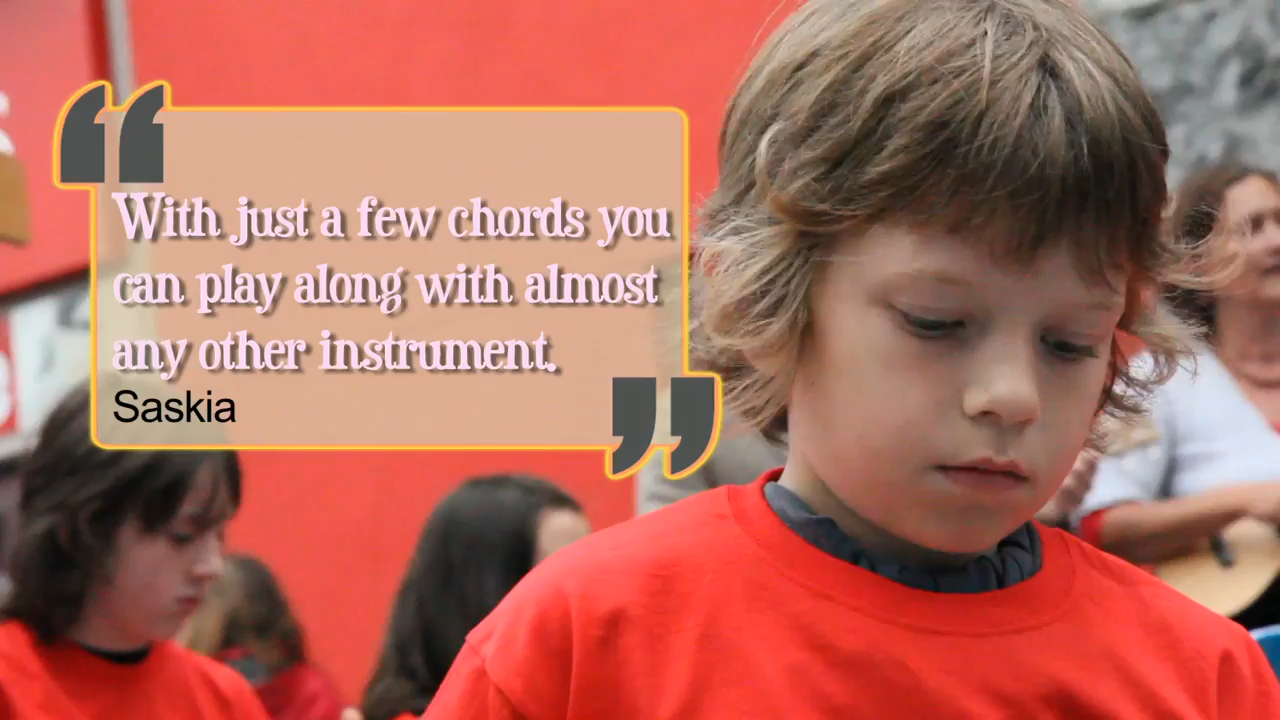 With just a few chords you
can play along with almost
any other instrument.
Saskia